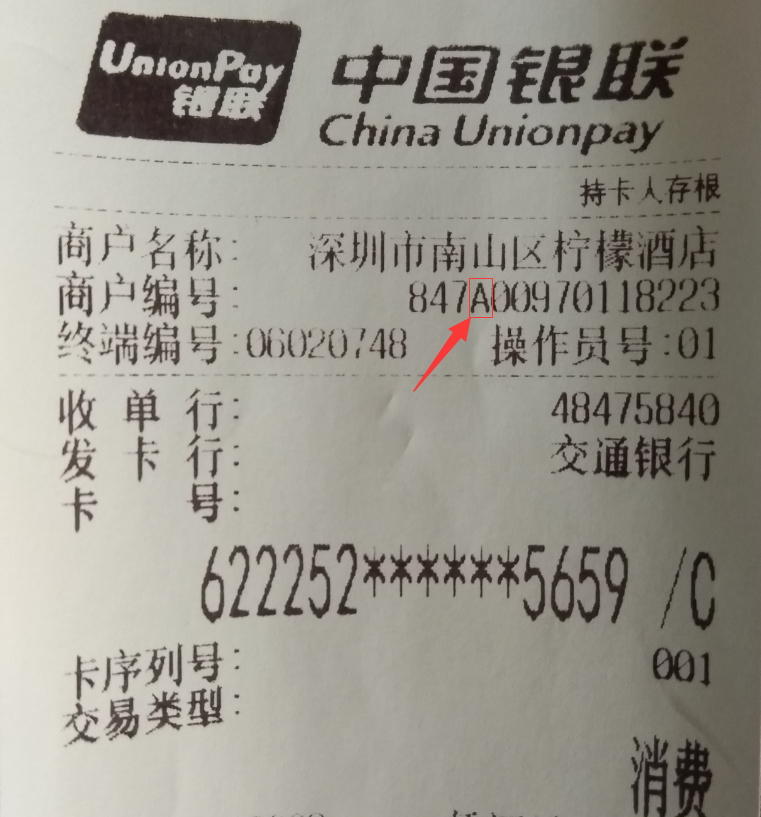 UnionPay
银联
中国银联
China Unionpay
持卡人存根
商户名称: 深圳市南山区柠檬酒店
商户编号: 847A00970118223
终端编号:06020748 操作员号:01
收单行: 48475840
发卡行: 交通银行
卡号:
622252******5659 /C
卡序列号: 001
交易类型:
消费